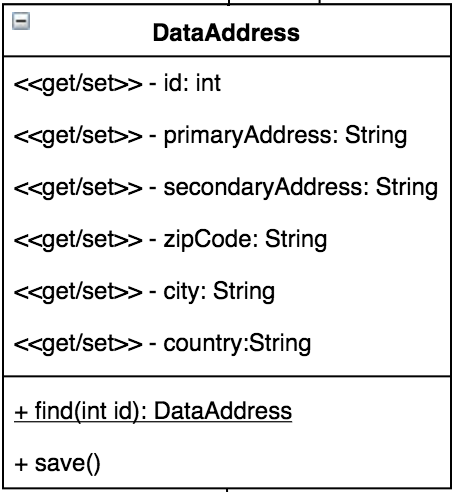 DataAddress
<<get/set>> - id: int
<<get/set>> - primaryAddress: String
<<get/set>> - secondaryAddress: String
<<get/set>> - zipCode: String
<<get/set>> - city: String
<<get/set>> - country:String
+ find(int id): DataAddress
+ save()